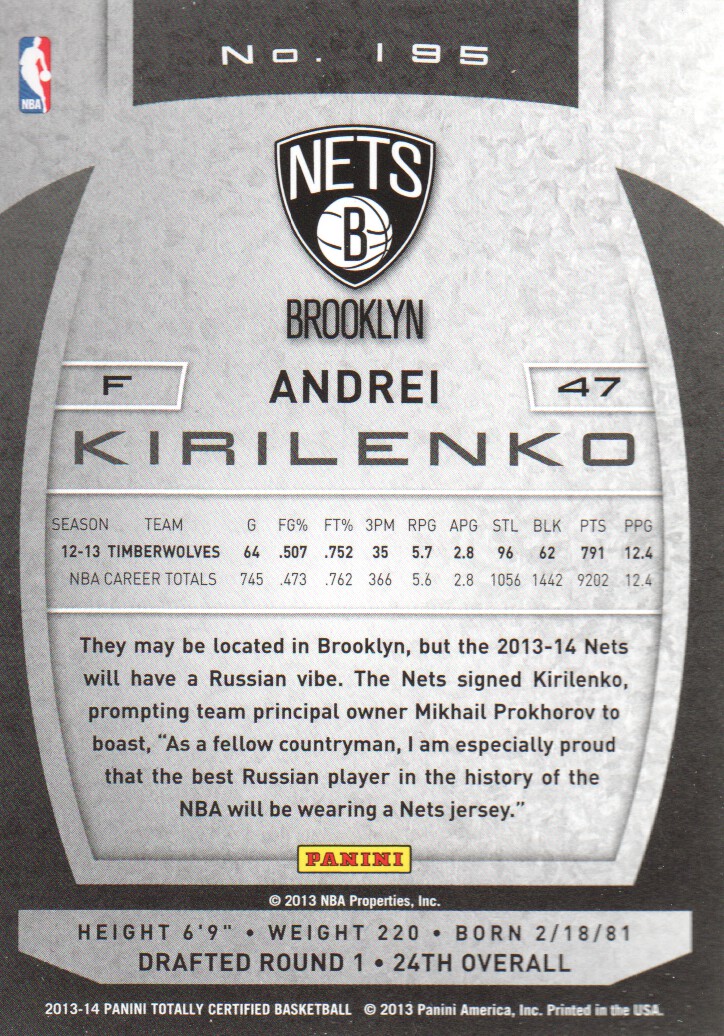 No. 195
NBA
NETS
B
BROOKLYN
F ANDREI 47
KIRILENKO
SEASON TEAM G FG% FT% 3PM RPG APG STL BLK PTS PPG
12-13 TIMBERWOLVES 64 .507 .752 35 5.7 2.8 96 62 791 12.4
NBA CAREER TOTALS 745 .473 .762 366 5.6 2.8 1056 1442 9202 12.4
They may be located in Brooklyn, but the 2013-14 Nets
will have a Russian vibe. The Nets signed Kirilenko,
prompting team principal owner Mikhail Prokhorov to
boast, “As a fellow countryman, I am especially proud
that the best Russian player in the history of the
NBA will be wearing a Nets jersey.”
PANINI
© 2013 NBA Properties, Inc.
HEIGHT 6'9" • WEIGHT 220 • BORN 2/18/81
DRAFTED ROUND 1 • 24TH OVERALL
2013-14 PANINI TOTALLY CERTIFIED BASKETBALL © 2013 Panini America, Inc. Printed in the USA.